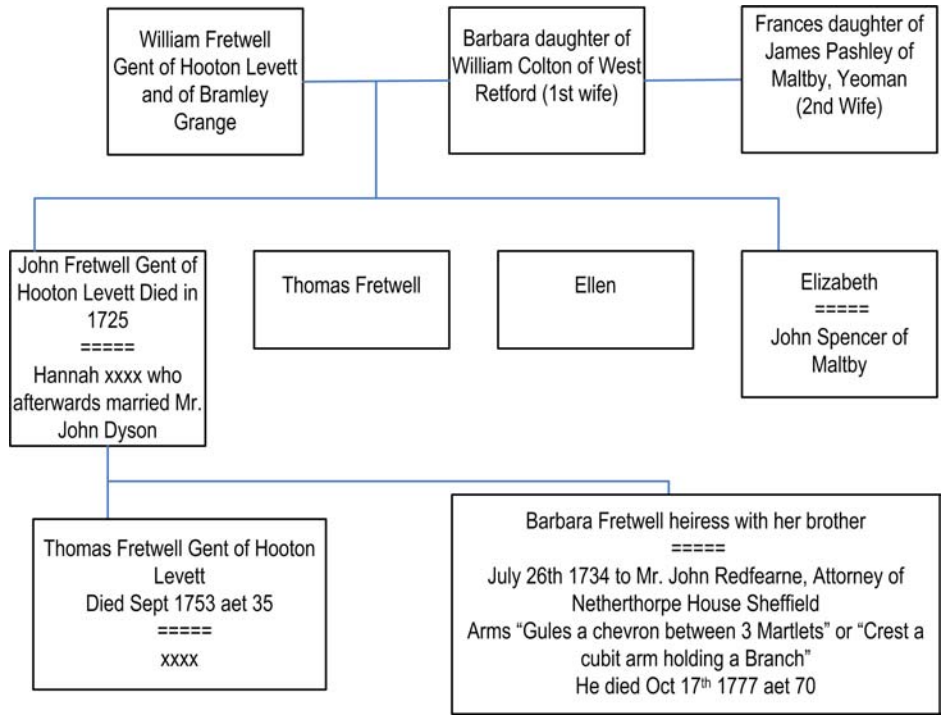 William Fretwell
Gent of Hooton Levett
and of Bramley
Grange
Barbara daughter of
William Colton of West
Retford (1st wife)
Frances daughter of
James Pashley of
Maltby, Yeoman
(2nd Wife)
John Fretwell Gent of
Hooton Levett Died in
1725
=====
Hannah xxxx who
afterwards married Mr.
John Dyson
Thomas Fretwell
Ellen
Elizabeth
=====
John Spencer of
Maltby
Thomas Fretwell Gent of Hooton
Levett
Died Sept 1753 aet 35
=====
xxxx
Barbara Fretwell heiress with her brother
=====
July 26th 1734 to Mr. John Redfearne, Attorney of
Netherthorpe House Sheffield
Arms “Gules a chevron between 3 Martlets” or “Crest a
cubit arm holding a Branch”
He died Oct 17th 1777 aet 70